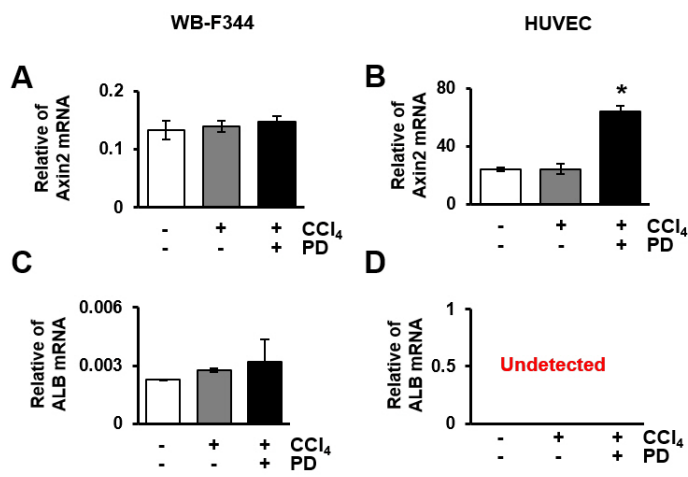 WB-F344
HUVEC
A
Relative of
Axin2 mRNA
0.2
0.1
0
- + + CCl₄
- - + PD
B
Relative of
Axin2 mRNA
80
40
0
*
- + + CCl₄
- - + PD
C
Relative of
ALB mRNA
0.006
0.003
0
- + + CCl₄
- - + PD
D
Relative of
ALB mRNA
1
0.5
0
Undetected
- + + CCl₄
- - + PD